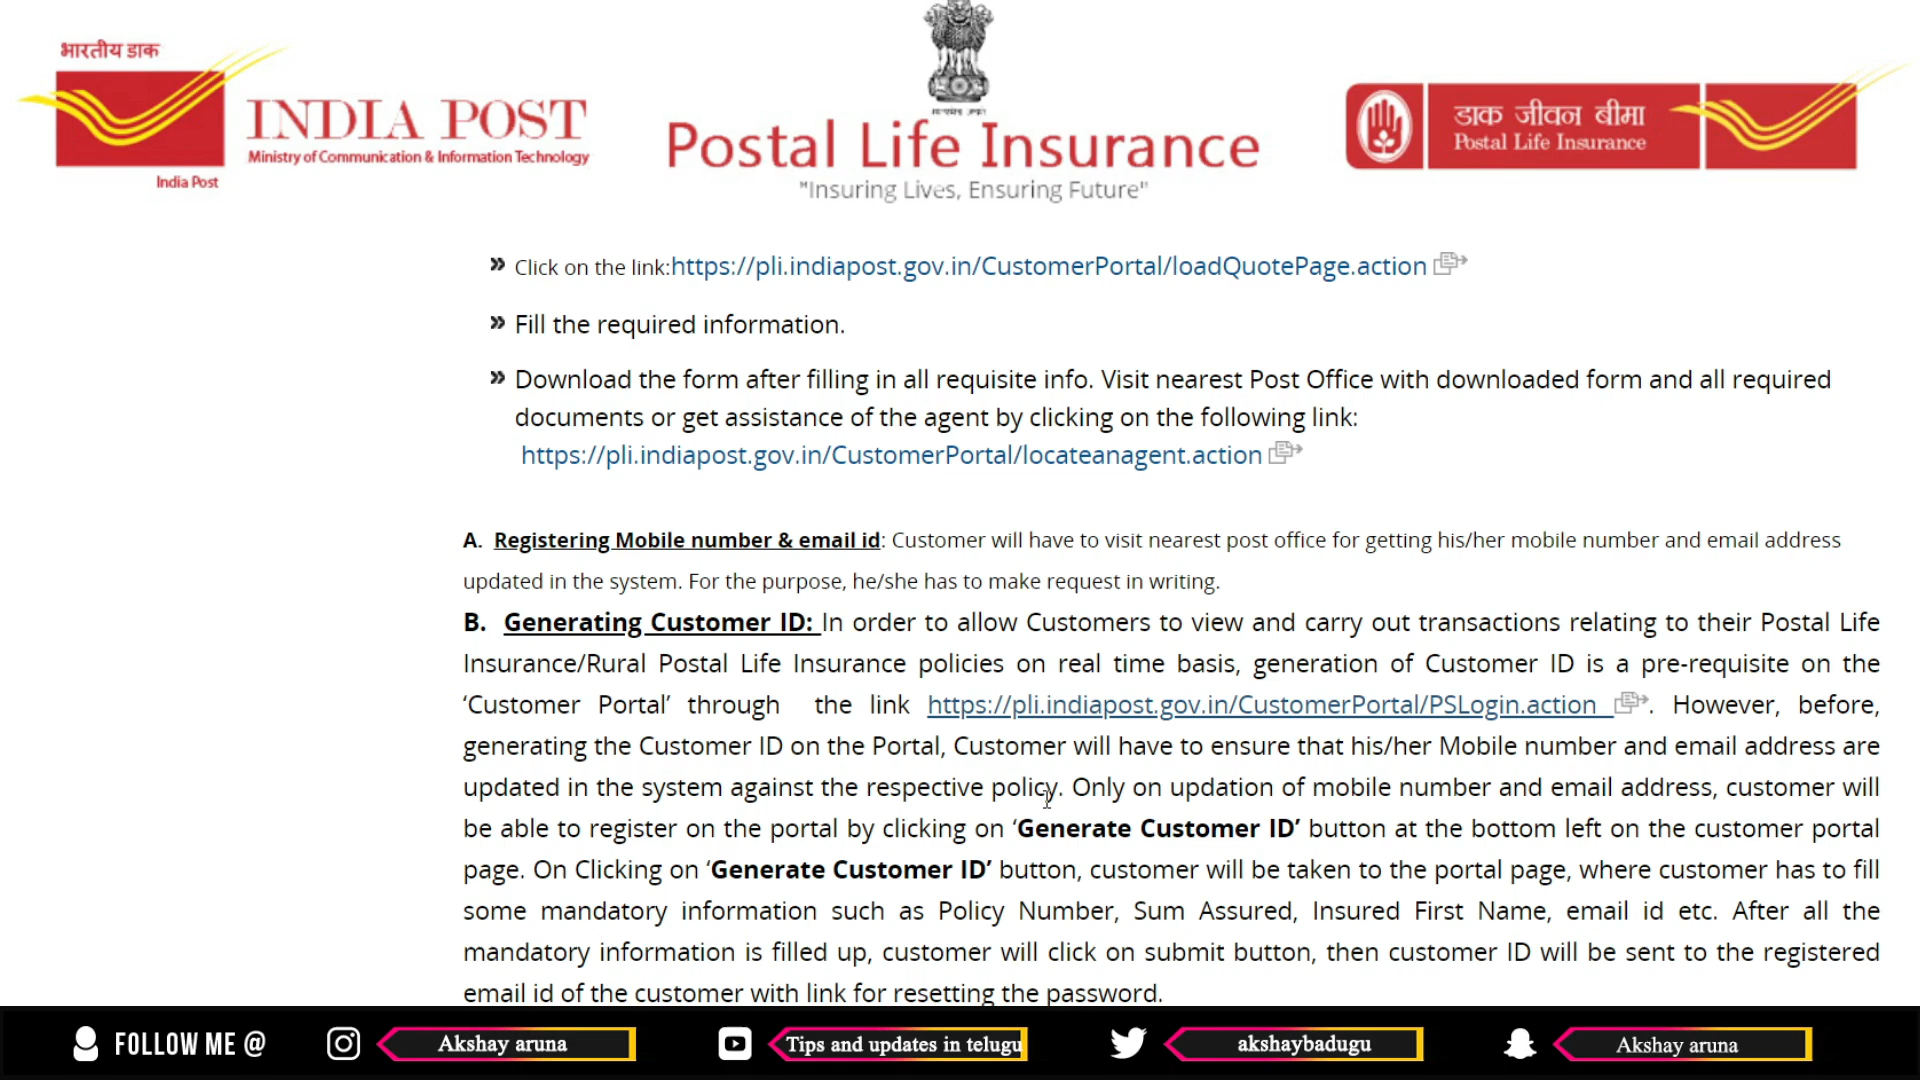 भारतीय डाक
INDIA POST
Ministry of Communication & Information Technology
India Post
Postal Life Insurance
"Insuring Lives, Ensuring Future"
डाक जीवन बीमा
Postal Life Insurance
» Click on the link:https://pli.indiapost.gov.in/CustomerPortal/loadQuotePage.action
» Fill the required information.
» Download the form after filling in all requisite info. Visit nearest Post Office with downloaded form and all required
documents or get assistance of the agent by clicking on the following link:
https://pli.indiapost.gov.in/CustomerPortal/locateanagent.action
A. Registering Mobile number & email id: Customer will have to visit nearest post office for getting his/her mobile number and email address
updated in the system. For the purpose, he/she has to make request in writing.
B. Generating Customer ID: In order to allow Customers to view and carry out transactions relating to their Postal Life
Insurance/Rural Postal Life Insurance policies on real time basis, generation of Customer ID is a pre-requisite on the
‘Customer Portal’ through the link https://pli.indiapost.gov.in/CustomerPortal/PSLogin.action . However, before,
generating the Customer ID on the Portal, Customer will have to ensure that his/her Mobile number and email address are
updated in the system against the respective policy. Only on updation of mobile number and email address, customer will
be able to register on the portal by clicking on ‘Generate Customer ID’ button at the bottom left on the customer portal
page. On Clicking on ‘Generate Customer ID’ button, customer will be taken to the portal page, where customer has to fill
some mandatory information such as Policy Number, Sum Assured, Insured First Name, email id etc. After all the
mandatory information is filled up, customer will click on submit button, then customer ID will be sent to the registered
email id of the customer with link for resetting the password.
FOLLOW ME @
Akshay aruna
Tips and updates in telugu
akshaybadugu
Akshay aruna